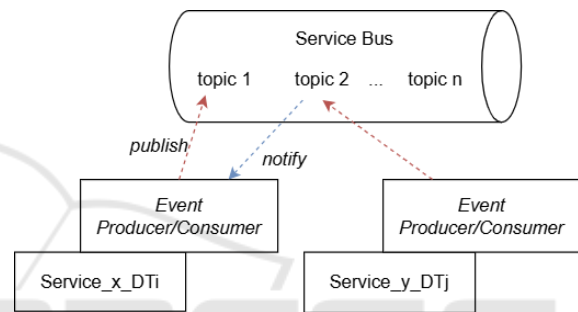 Service Bus
topic 1 topic 2 ... topic n
publish
notify
Event
Producer/Consumer
Event
Producer/Consumer
Service_x_DTi
Service_y_DTj